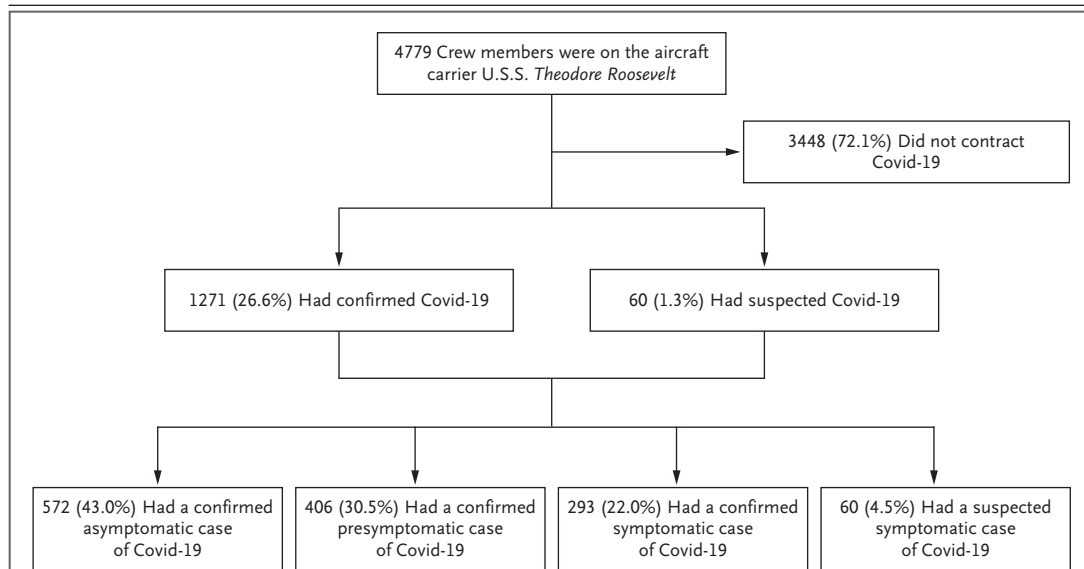 4779 Crew members were on the aircraft
carrier U.S.S. Theodore Roosevelt
3448 (72.1%) Did not contract
Covid-19
1271 (26.6%) Had confirmed Covid-19
60 (1.3%) Had suspected Covid-19
572 (43.0%) Had a confirmed
asymptomatic case
of Covid-19
406 (30.5%) Had a confirmed
presymptomatic case
of Covid-19
293 (22.0%) Had a confirmed
symptomatic case
of Covid-19
60 (4.5%) Had a suspected
symptomatic case
of Covid-19